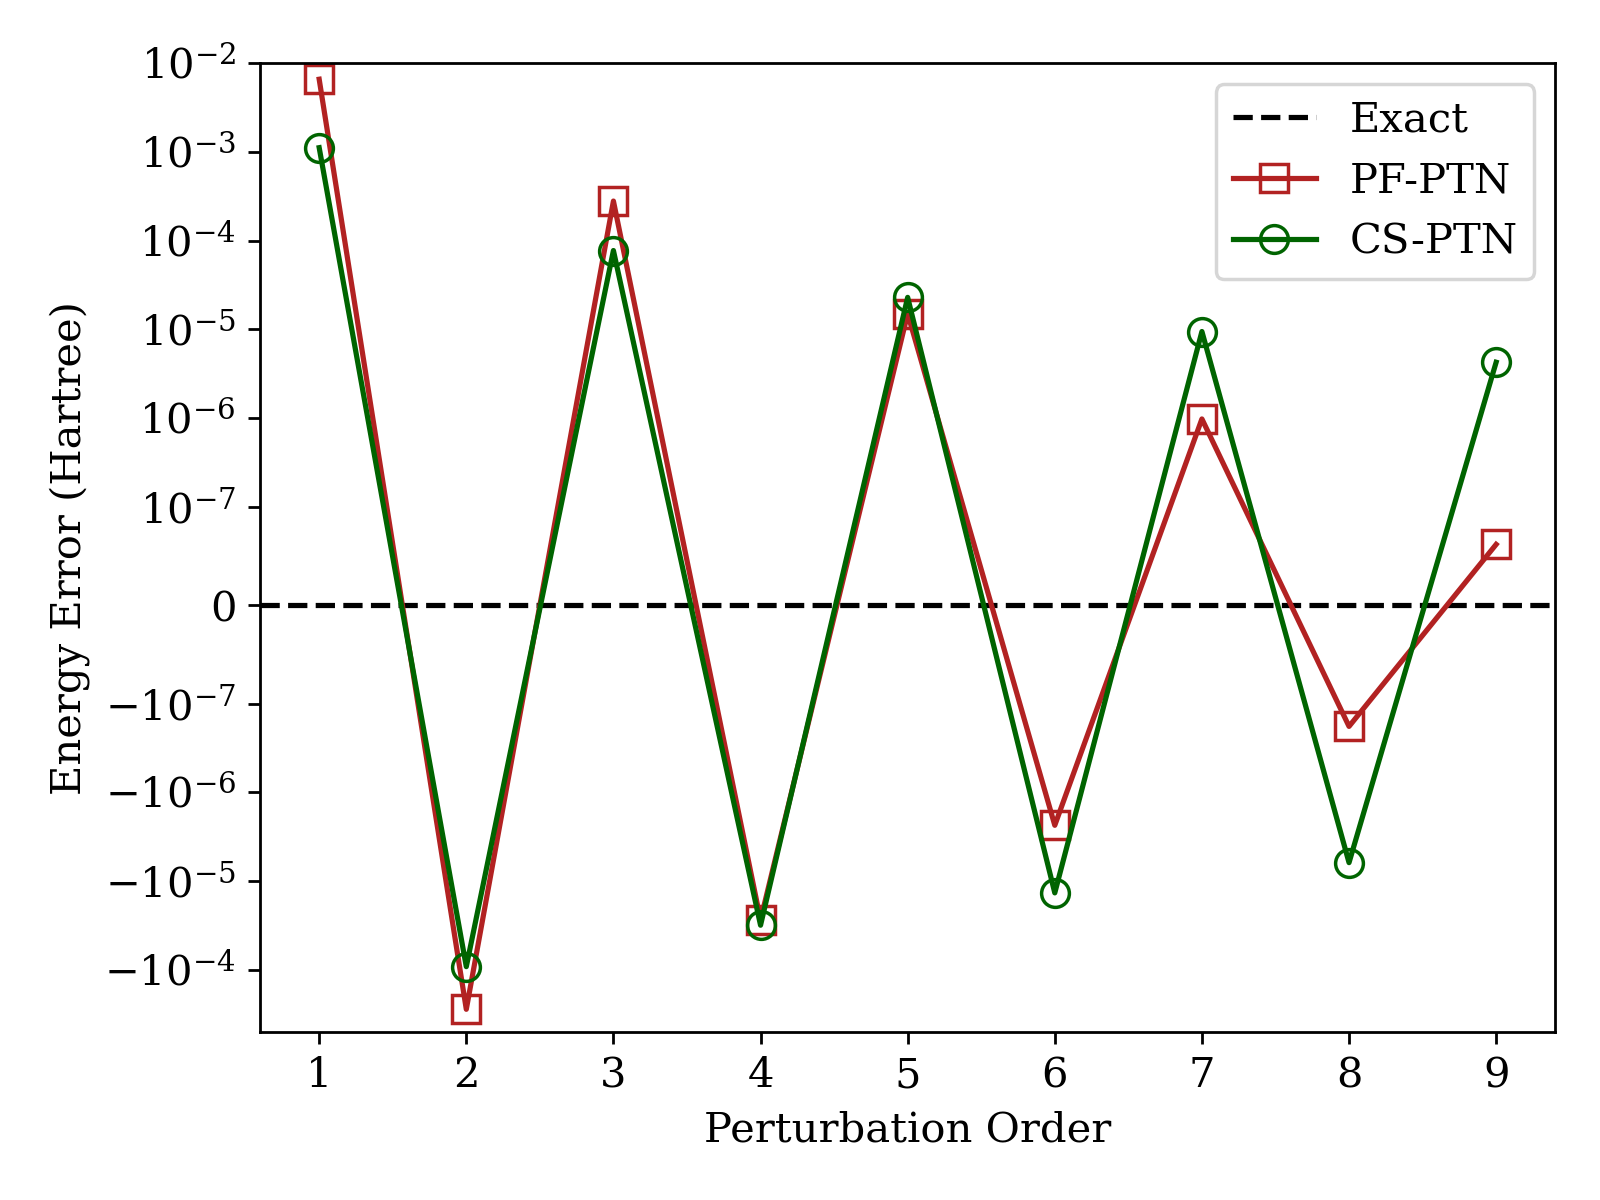 10⁻²
10⁻³
10⁻⁴
10⁻⁵
10⁻⁶
10⁻⁷
0
−10⁻⁷
−10⁻⁶
−10⁻⁵
−10⁻⁴
Energy Error (Hartree)
Exact
PF-PTN
CS-PTN
1 2 3 4 5 6 7 8 9
Perturbation Order